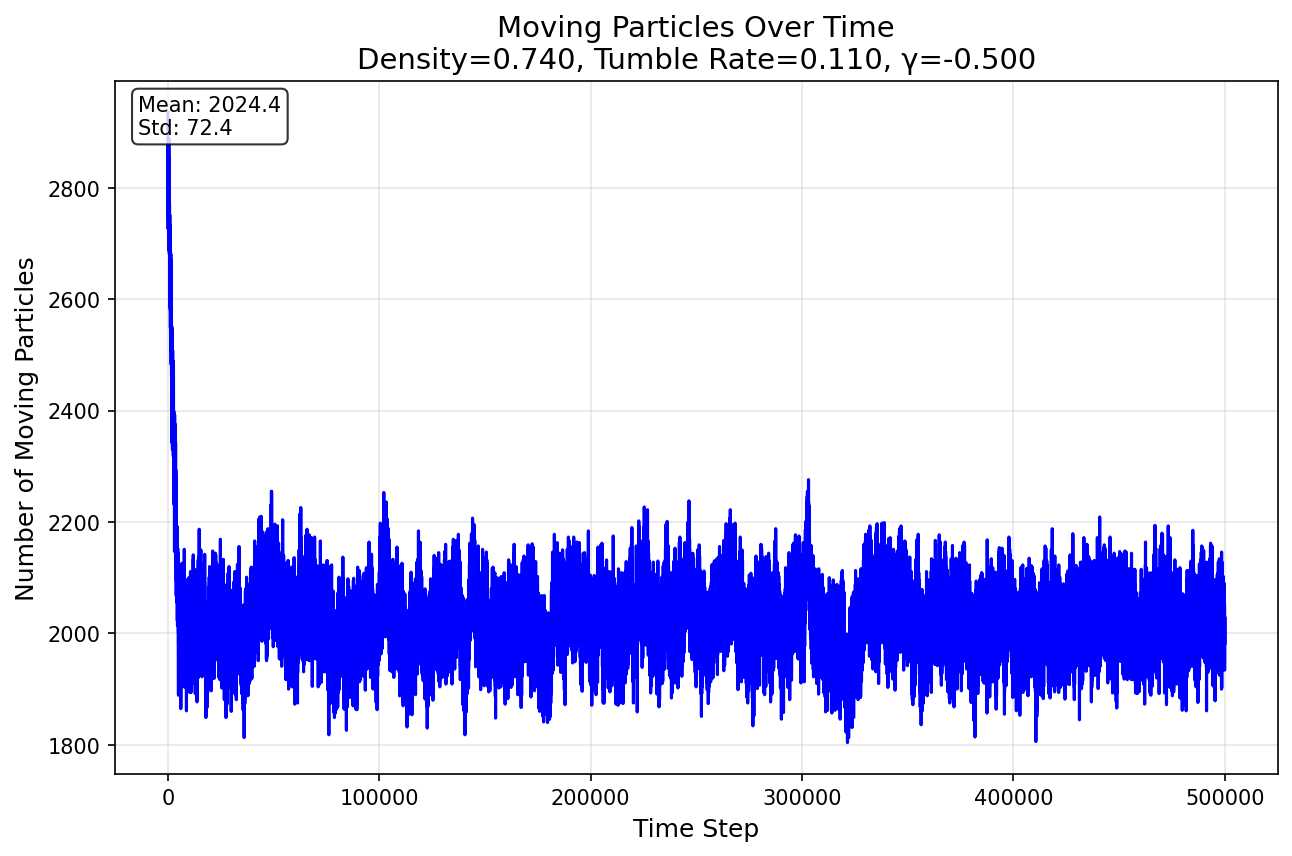 Moving Particles Over Time
Density=0.740, Tumble Rate=0.110, γ=-0.500
Mean: 2024.4
Std: 72.4
Number of Moving Particles
2800
2600
2400
2200
2000
1800
0
100000
200000
300000
400000
500000
Time Step